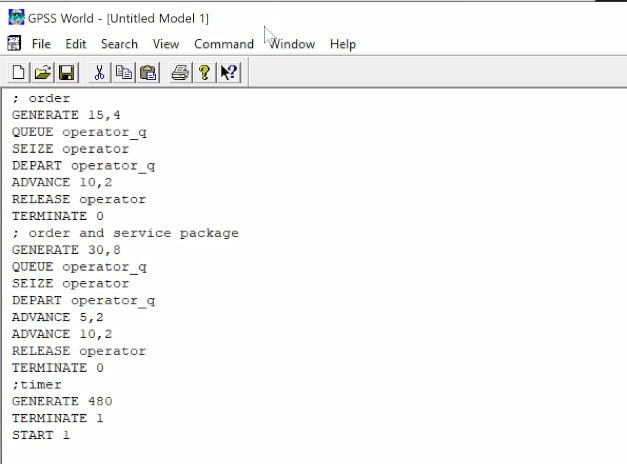 GPSS World - [Untitled Model 1]
File Edit Search View Command Window Help
; order
GENERATE 15,4
QUEUE operator_q
SEIZE operator
DEPART operator_q
ADVANCE 10,2
RELEASE operator
TERMINATE 0
; order and service package
GENERATE 30,8
QUEUE operator_q
SEIZE operator
DEPART operator_q
ADVANCE 5,2
ADVANCE 10,2
RELEASE operator
TERMINATE 0
;timer
GENERATE 480
TERMINATE 1
START 1